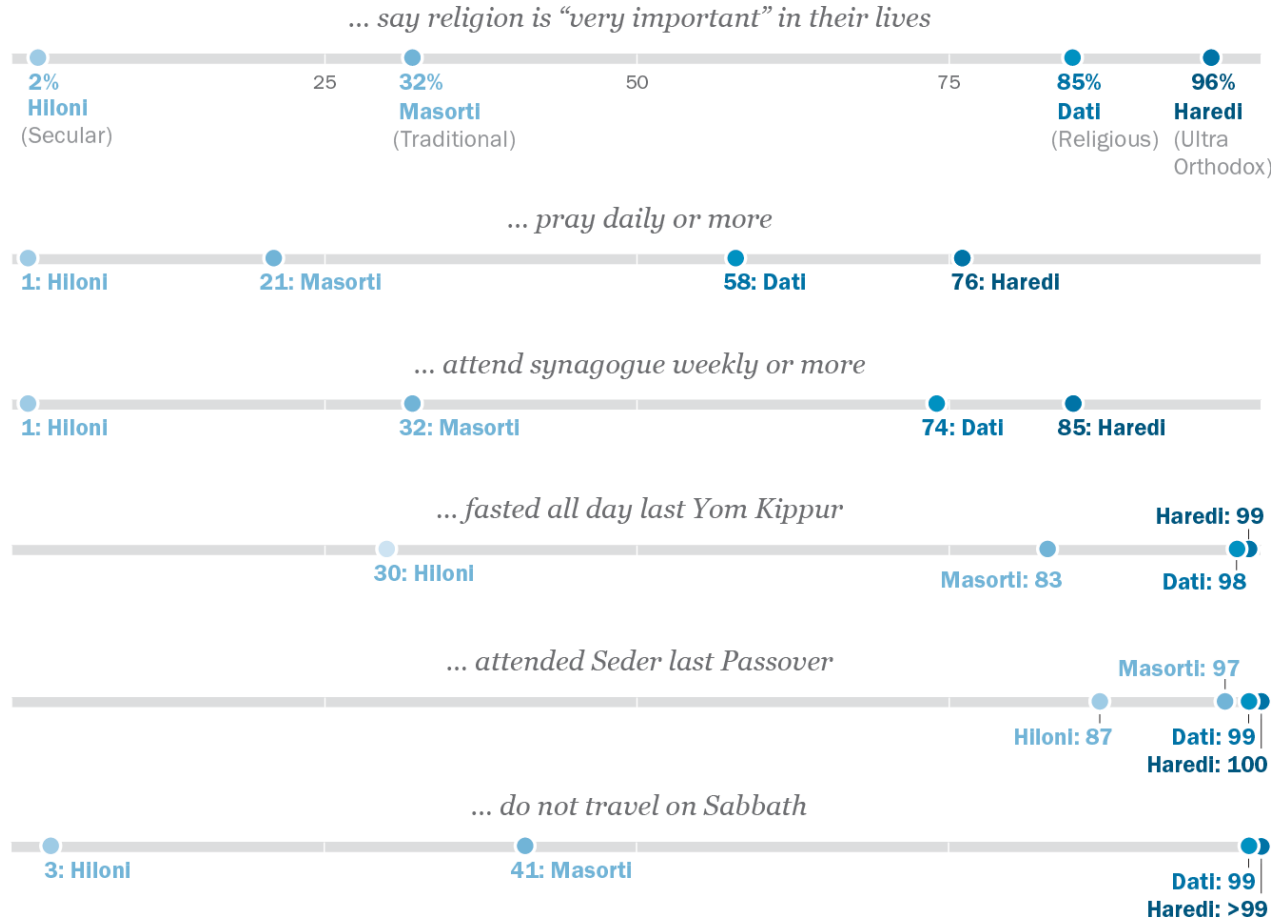 ... say religion is “very important” in their lives
2% 25 32% 50 75 85% 96%
Hiloni Masorti Dati Haredi
(Secular) (Traditional) (Religious) (Ultra
Orthodox)
... pray daily or more
1: Hiloni 21: Masorti 58: Dati 76: Haredi
... attend synagogue weekly or more
1: Hiloni 32: Masorti 74: Dati 85: Haredi
... fasted all day last Yom Kippur
Haredi: 99
30: Hiloni Masorti: 83 Dati: 98
... attended Seder last Passover
Masorti: 97
Hiloni: 87 Dati: 99
Haredi: 100
... do not travel on Sabbath
3: Hiloni 41: Masorti Dati: 99
Haredi: >99